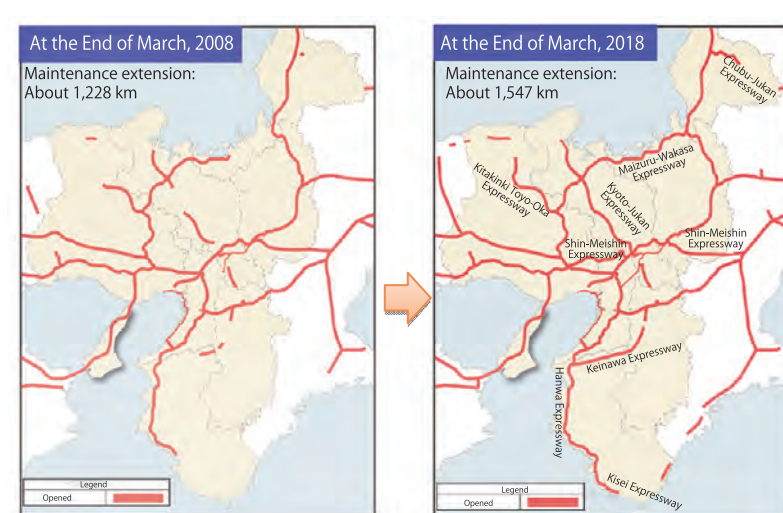 At the End of March, 2008
Maintenance extension:
About 1,228 km
Legend
Opened
At the End of March, 2018
Maintenance extension:
About 1,547 km
Chubu-Jukan
Expressway
Maizuru-Wakasa
Expressway
Kitakinki Toyo-Oka
Expressway
Kyoto-Jukan
Expressway
Shin-Meishin
Expressway
Shin-Meishin
Expressway
Keinawa Expressway
Hanwa Expressway
Kisei Expressway
Legend
Opened